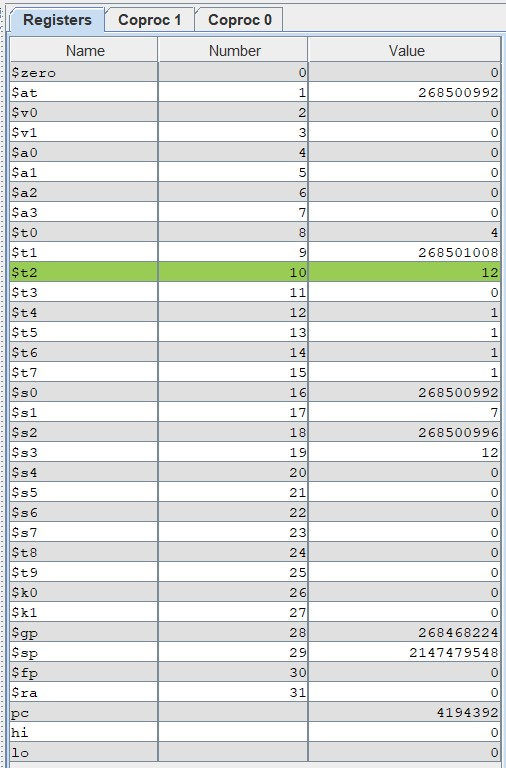 Registers Coproc 1 Coproc 0
Name Number Value
$zero 0 0
$at 1 268500992
$v0 2 0
$v1 3 0
$a0 4 0
$a1 5 0
$a2 6 0
$a3 7 0
$t0 8 4
$t1 9 268501008
$t2 10 12
$t3 11 0
$t4 12 1
$t5 13 1
$t6 14 1
$t7 15 1
$s0 16 268500992
$s1 17 7
$s2 18 268500996
$s3 19 12
$s4 20 0
$s5 21 0
$s6 22 0
$s7 23 0
$t8 24 0
$t9 25 0
$k0 26 0
$k1 27 0
$gp 28 268468224
$sp 29 2147479548
$fp 30 0
$ra 31 0
pc 4194392
hi 0
lo 0